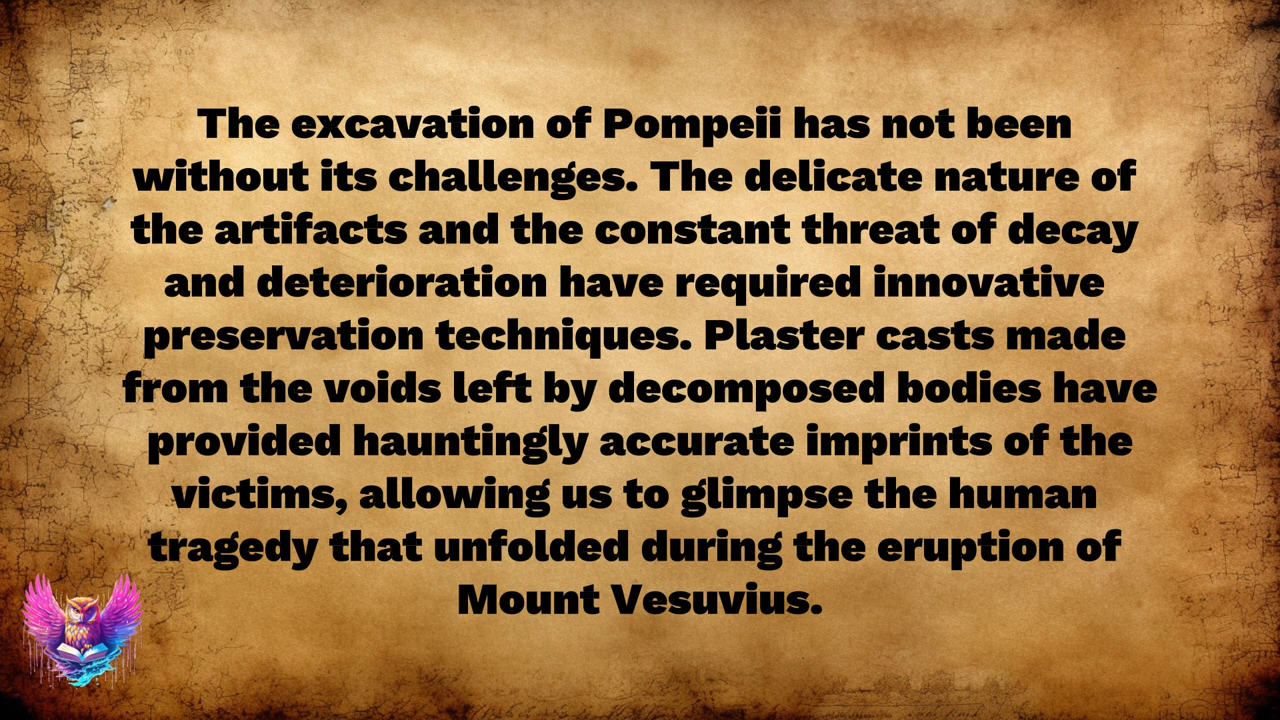 The excavation of Pompeii has not been
without its challenges. The delicate nature of
the artifacts and the constant threat of decay
and deterioration have required innovative
preservation techniques. Plaster casts made
from the voids left by decomposed bodies have
provided hauntingly accurate imprints of the
victims, allowing us to glimpse the human
tragedy that unfolded during the eruption of
Mount Vesuvius.